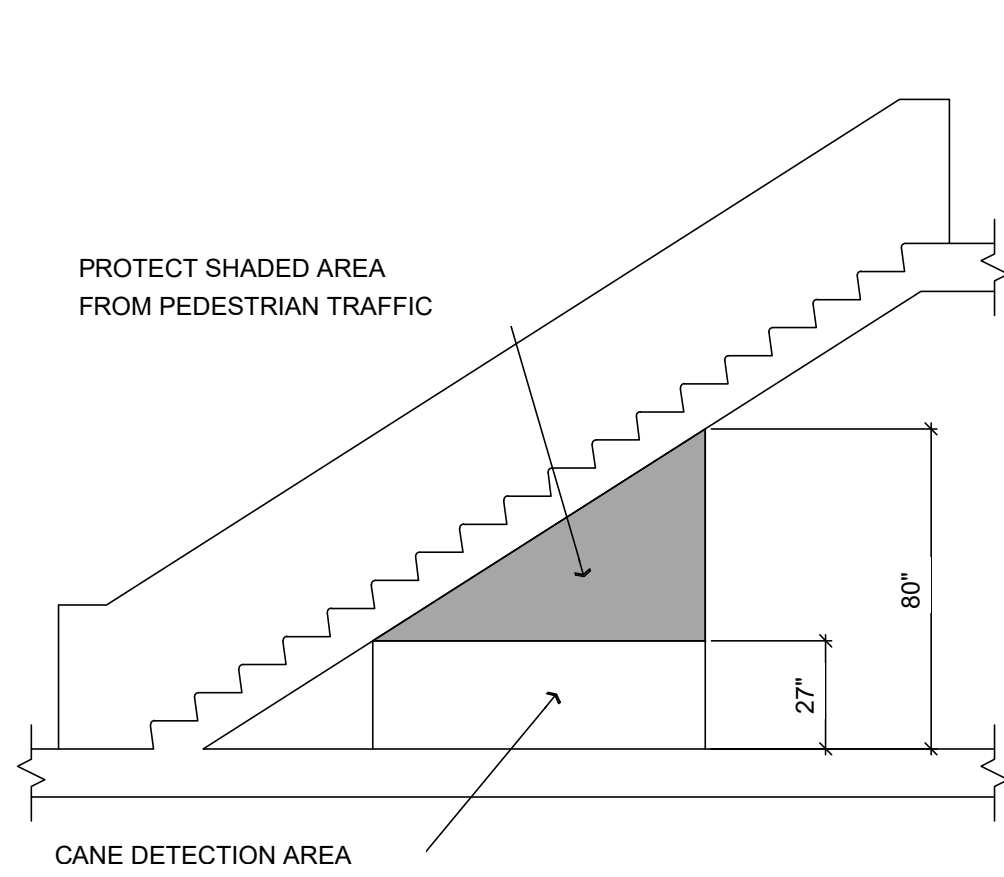 PROTECT SHADED AREA
FROM PEDESTRIAN TRAFFIC
80"
27"
CANE DETECTION AREA